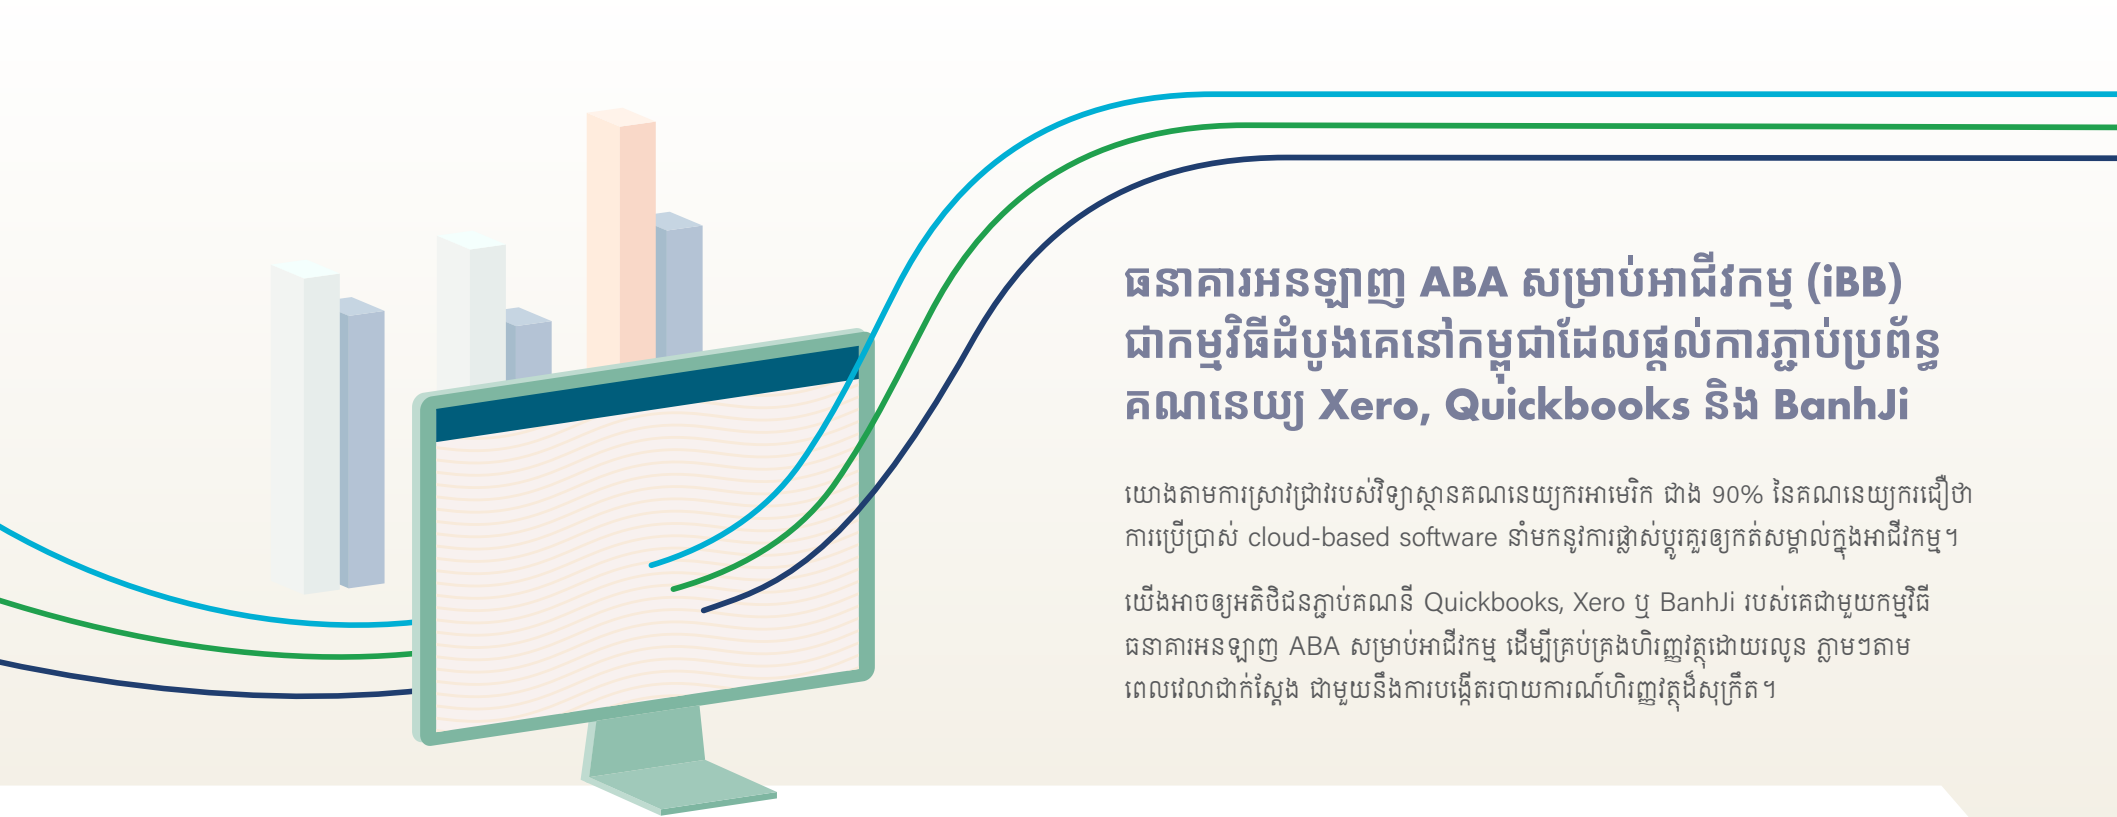 ធនាគារអនឡាញ ABA សម្រាប់អាជីវកម្ម (iBB)
ជាកម្មវិធីដំបូងគេនៅកម្ពុជាដែលផ្តល់ការភ្ជាប់ប្រព័ន្ធ
គណនេយ្យ Xero, Quickbooks និង BanhJi
យោងតាមការស្រាវជ្រាវរបស់វិទ្យាស្ថានគណនេយ្យករអាមេរិក ជាង 90% នៃគណនេយ្យករជឿថា
ការប្រើប្រាស់ cloud-based software នាំមកនូវការផ្លាស់ប្តូរគួរឲ្យកត់សម្គាល់ក្នុងអាជីវកម្ម។
យើងអាចឲ្យអតិថិជនភ្ជាប់គណនី Quickbooks, Xero ឬ BanhJi របស់គេជាមួយកម្មវិធី
ធនាគារអនឡាញ ABA សម្រាប់អាជីវកម្ម ដើម្បីគ្រប់គ្រងហិរញ្ញវត្ថុដោយរលូន ភ្លាមៗតាម
ពេលវេលាជាក់ស្តែង ជាមួយនឹងការបង្កើតរបាយការណ៍ហិរញ្ញវត្ថុដ៏សុក្រឹត។